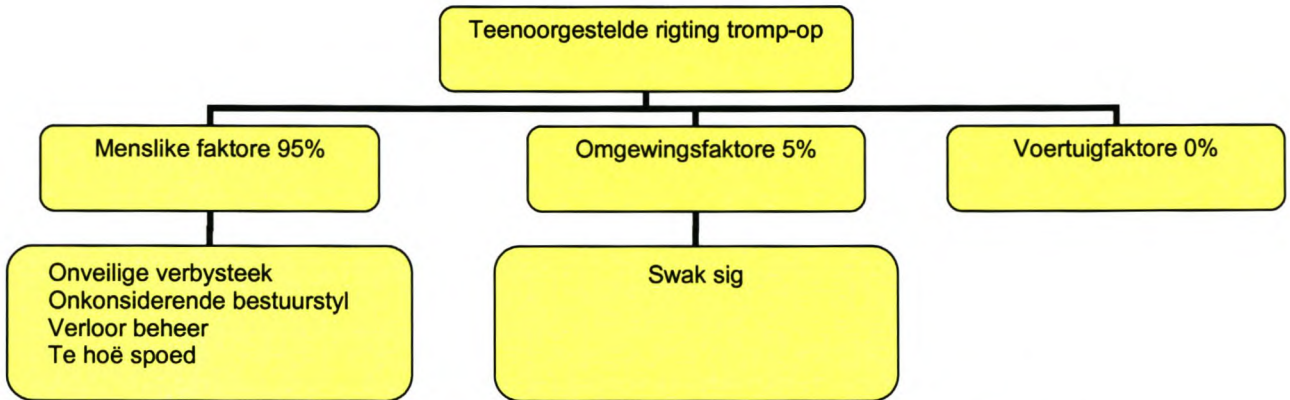 Teenoorgestelde rigting tromp-op
Menslike faktore 95%
Omgewingsfaktore 5%
Voertuigfaktore 0%
Onveilige verbysteek
Onkonsiderende bestuurstyl
Verloor beheer
Te hoë spoed
Swak sig